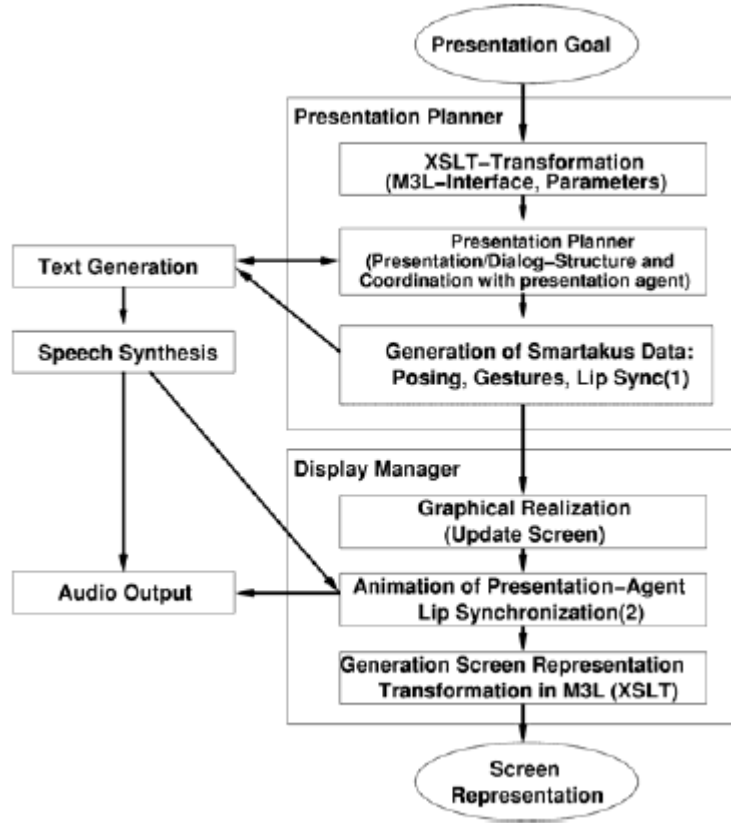 Presentation Goal
Presentation Planner
XSLT-Transformation
(M3L-Interface, Parameters)
Presentation Planner
(Presentation/Dialog-Structure and
Coordination with presentation agent)
Text Generation
Speech Synthesis
Generation of Smartakus Data:
Posing, Gestures, Lip Sync(1)
Display Manager
Graphical Realization
(Update Screen)
Audio Output
Animation of Presentation-Agent
Lip Synchronization(2)
Generation Screen Representation
Transformation in M3L (XSLT)
Screen
Representation